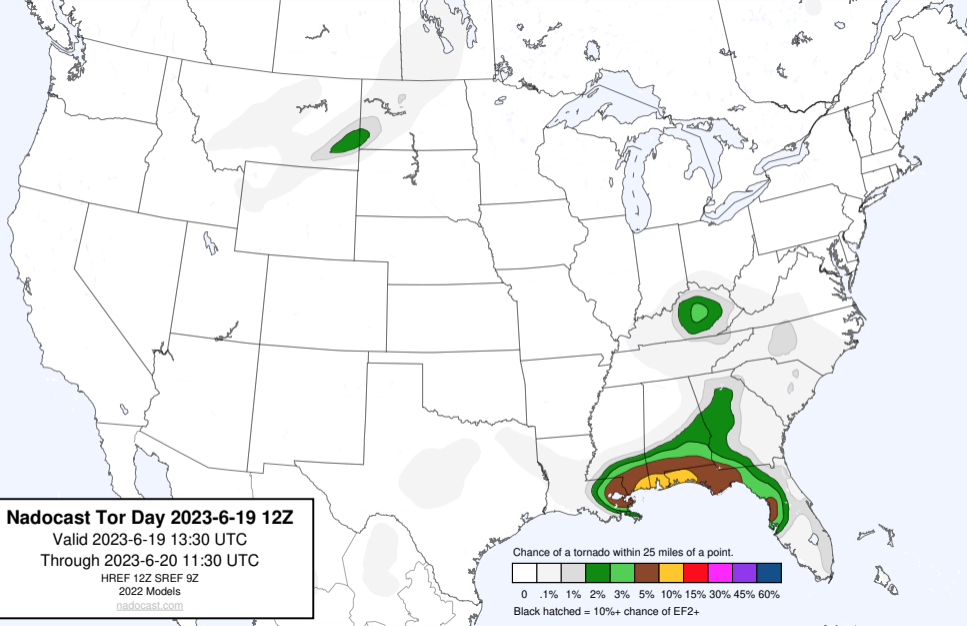 Nadocast Tor Day 2023-6-19 12Z
Valid 2023-6-19 13:30 UTC
Through 2023-6-20 11:30 UTC
HREF 12Z SREF 9Z
2022 Models
nadocast.com
Chance of a tornado within 25 miles of a point.
0 .1% 1% 2% 3% 5% 10% 15% 30% 45% 60%
Black hatched = 10%+ chance of EF2+